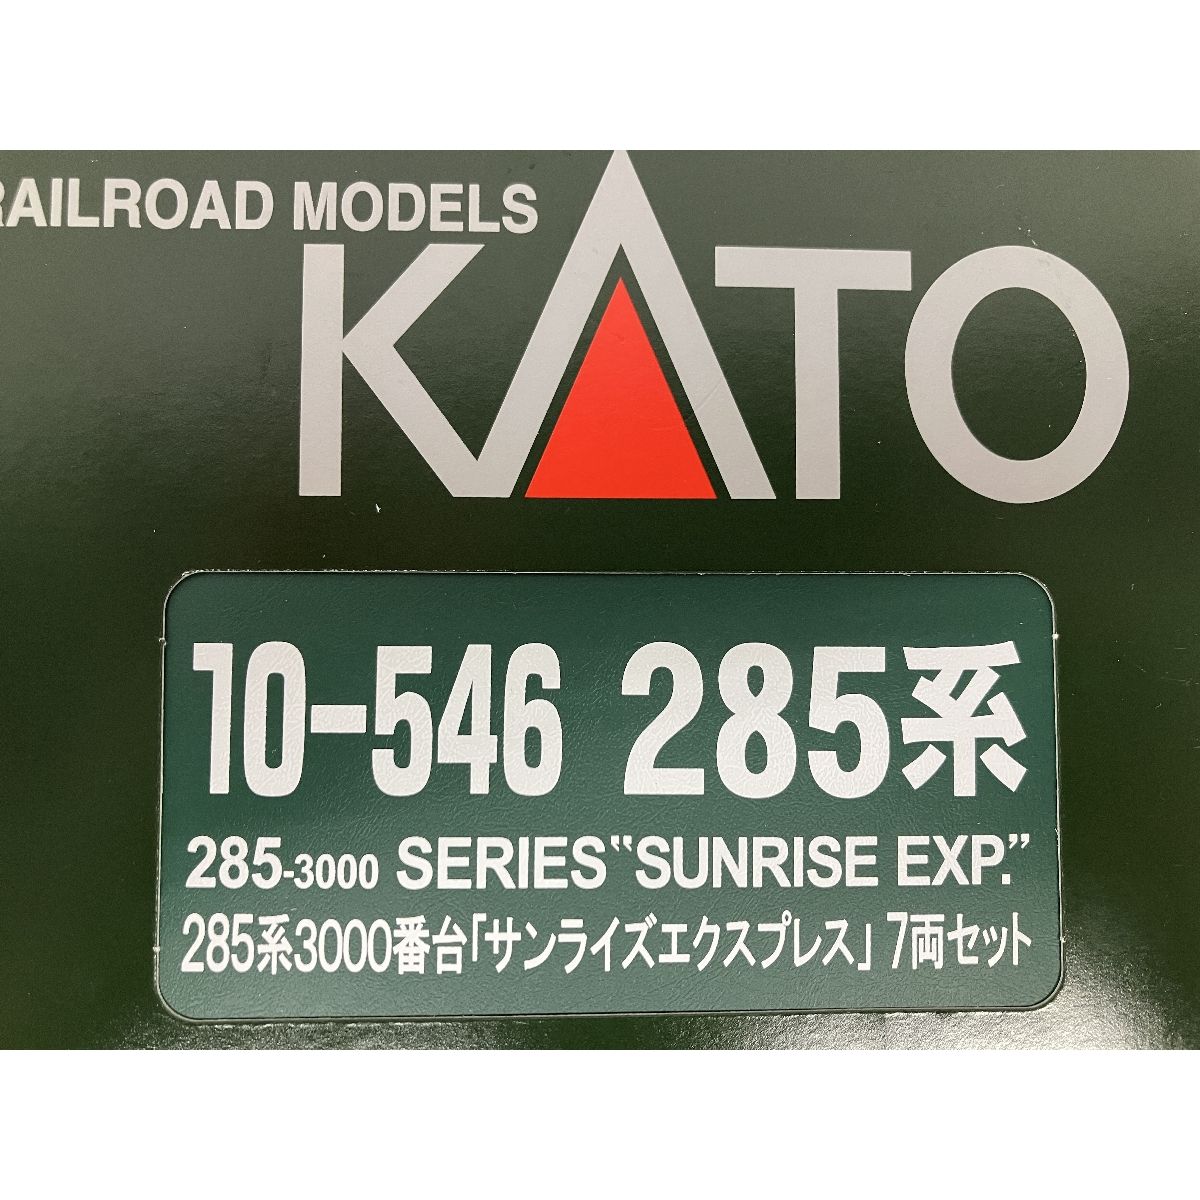 RAILROAD MODELS
KATO
10-546 285系
285-3000 SERIES "SUNRISE EXP."
285系3000番台「サンライズエクスプレス」7両セット